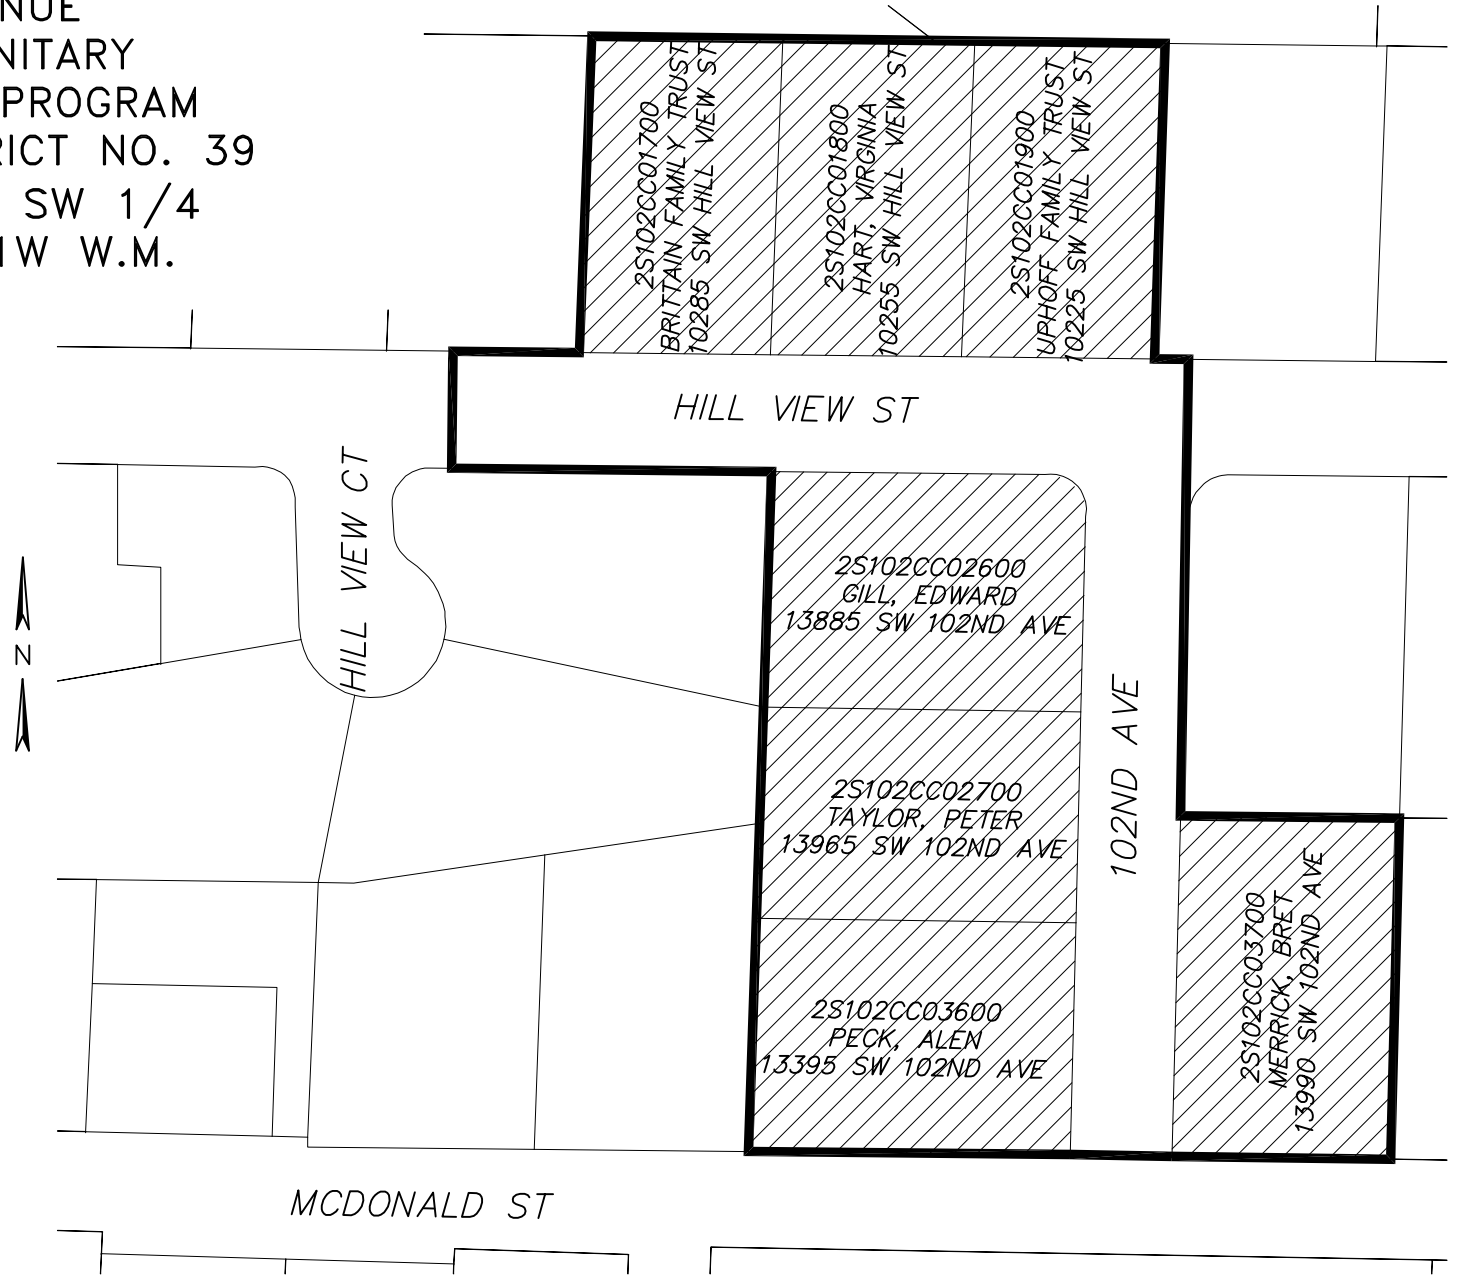 NUE
NITARY
PROGRAM
RICT NO. 39
SW 1/4
1W W.M.
2S102CC01700
BRITTAIN FAMILY TRUST
10285 SW HILL VIEW ST
2S102CC01800
HART, VIRGINIA
10255 SW HILL VIEW ST
2S102CC01900
UPHOFF FAMILY TRUST
10225 SW HILL VIEW ST
HILL VIEW ST
HILL VIEW CT
N
2S102CC02600
GILL, EDWARD
13885 SW 102ND AVE
102ND AVE
2S102CC02700
TAYLOR, PETER
13965 SW 102ND AVE
2S102CC03700
MERRICK, BRET
13990 SW 102ND AVE
2S102CC03600
PECK, ALEN
13395 SW 102ND AVE
MCDONALD ST